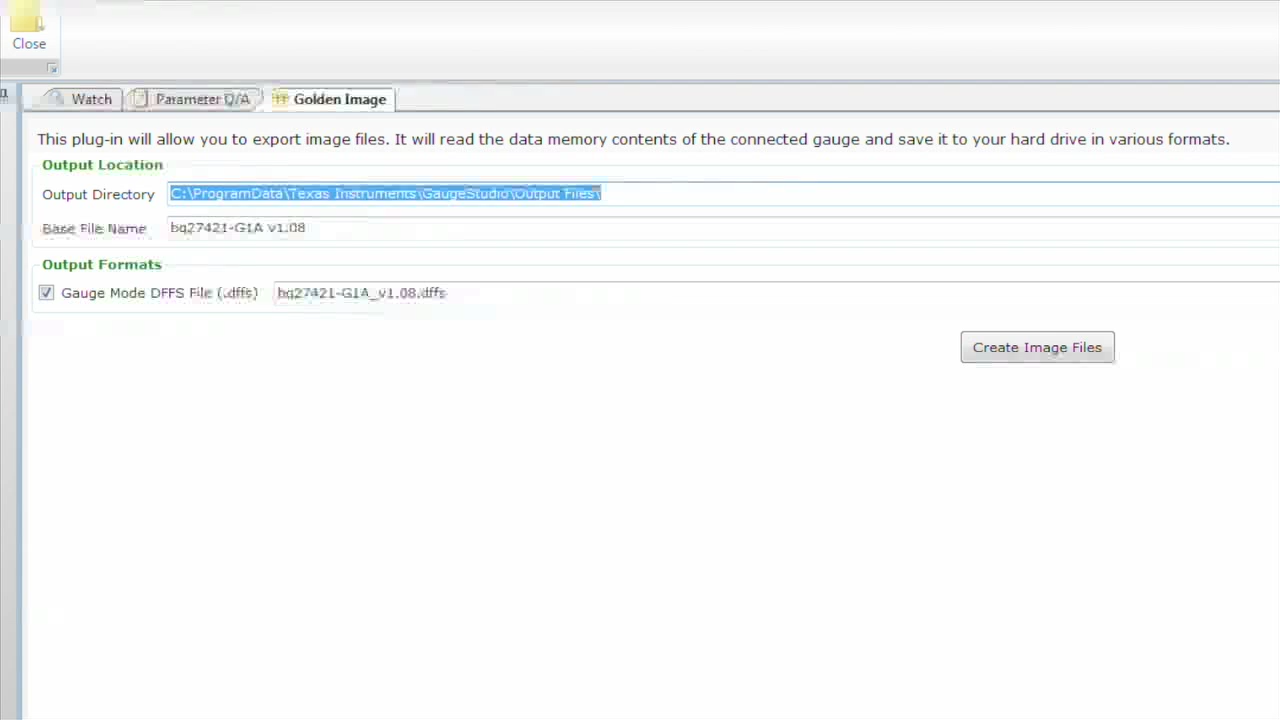 Close
Watch
Parameter Q/A
Golden Image
This plug-in will allow you to export image files. It will read the data memory contents of the connected gauge and save it to your hard drive in various formats.
Output Location
Output Directory C:\ProgramData\Texas Instruments\GaugeStudio\Output Files\
Base File Name bq27421-G1A v1.08
Output Formats
Gauge Mode DFFS File (.dffs) bq27421-G1A_v1.08.dffs
Create Image Files